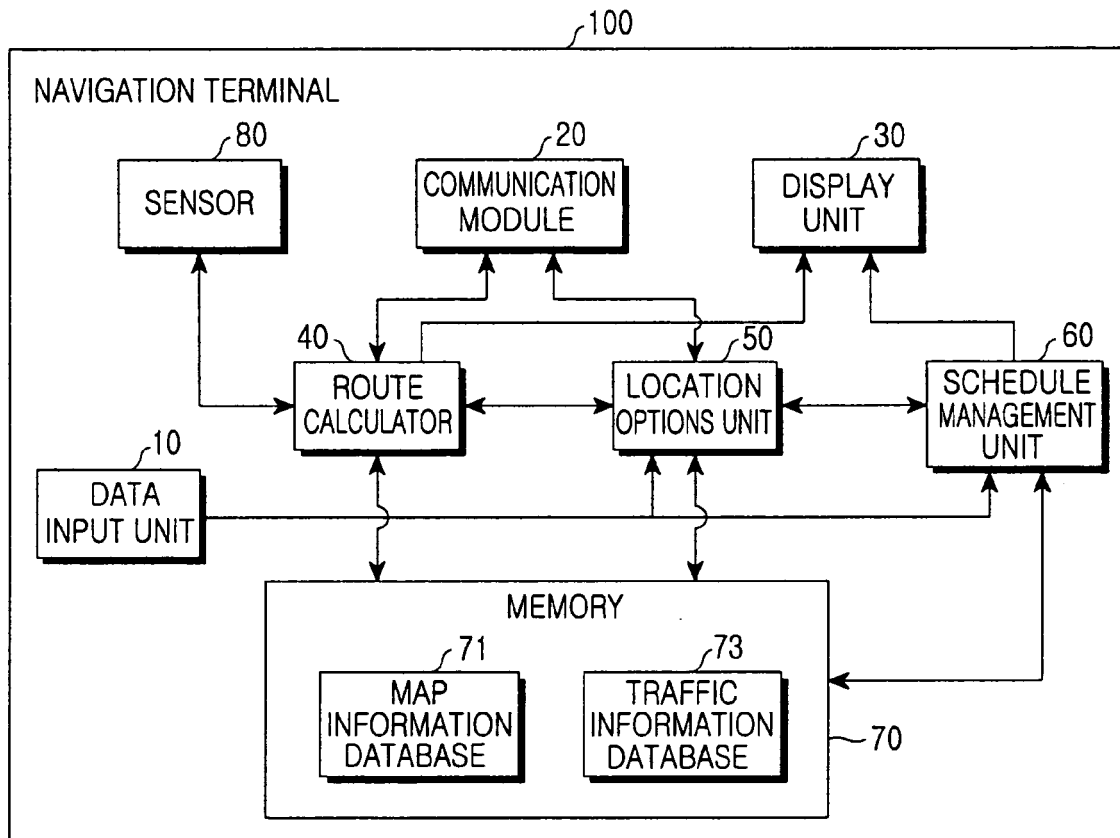 100
NAVIGATION TERMINAL
80
SENSOR
20
COMMUNICATION
MODULE
30
DISPLAY
UNIT
40
ROUTE
CALCULATOR
50
LOCATION
OPTIONS UNIT
60
SCHEDULE
MANAGEMENT
UNIT
10
DATA
INPUT UNIT
MEMORY
71
MAP
INFORMATION
DATABASE
73
TRAFFIC
INFORMATION
DATABASE
70